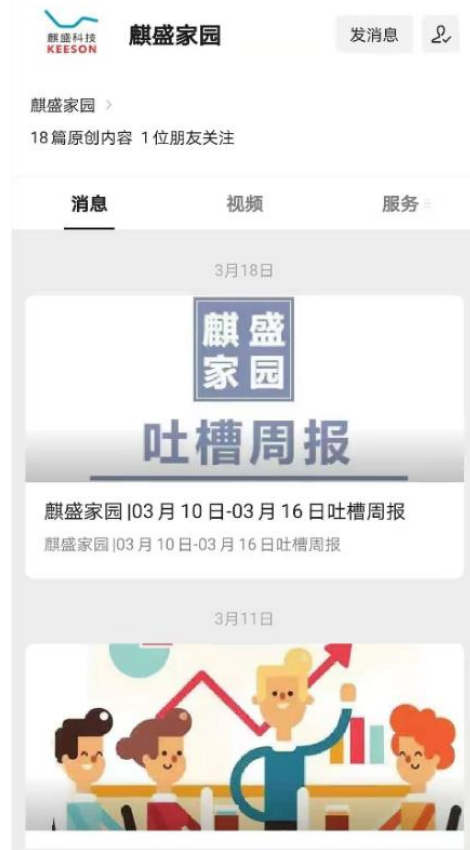 麒盛科技
KEESON
麒盛家园
发消息
麒盛家园
18篇原创内容 1位朋友关注
消息 视频 服务
3月18日
麒盛
家园
吐槽周报
麒盛家园 |03 月 10 日-03 月 16 日吐槽周报
麒盛家园 |03 月 10 日-03 月 16 日吐槽周报
3月11日